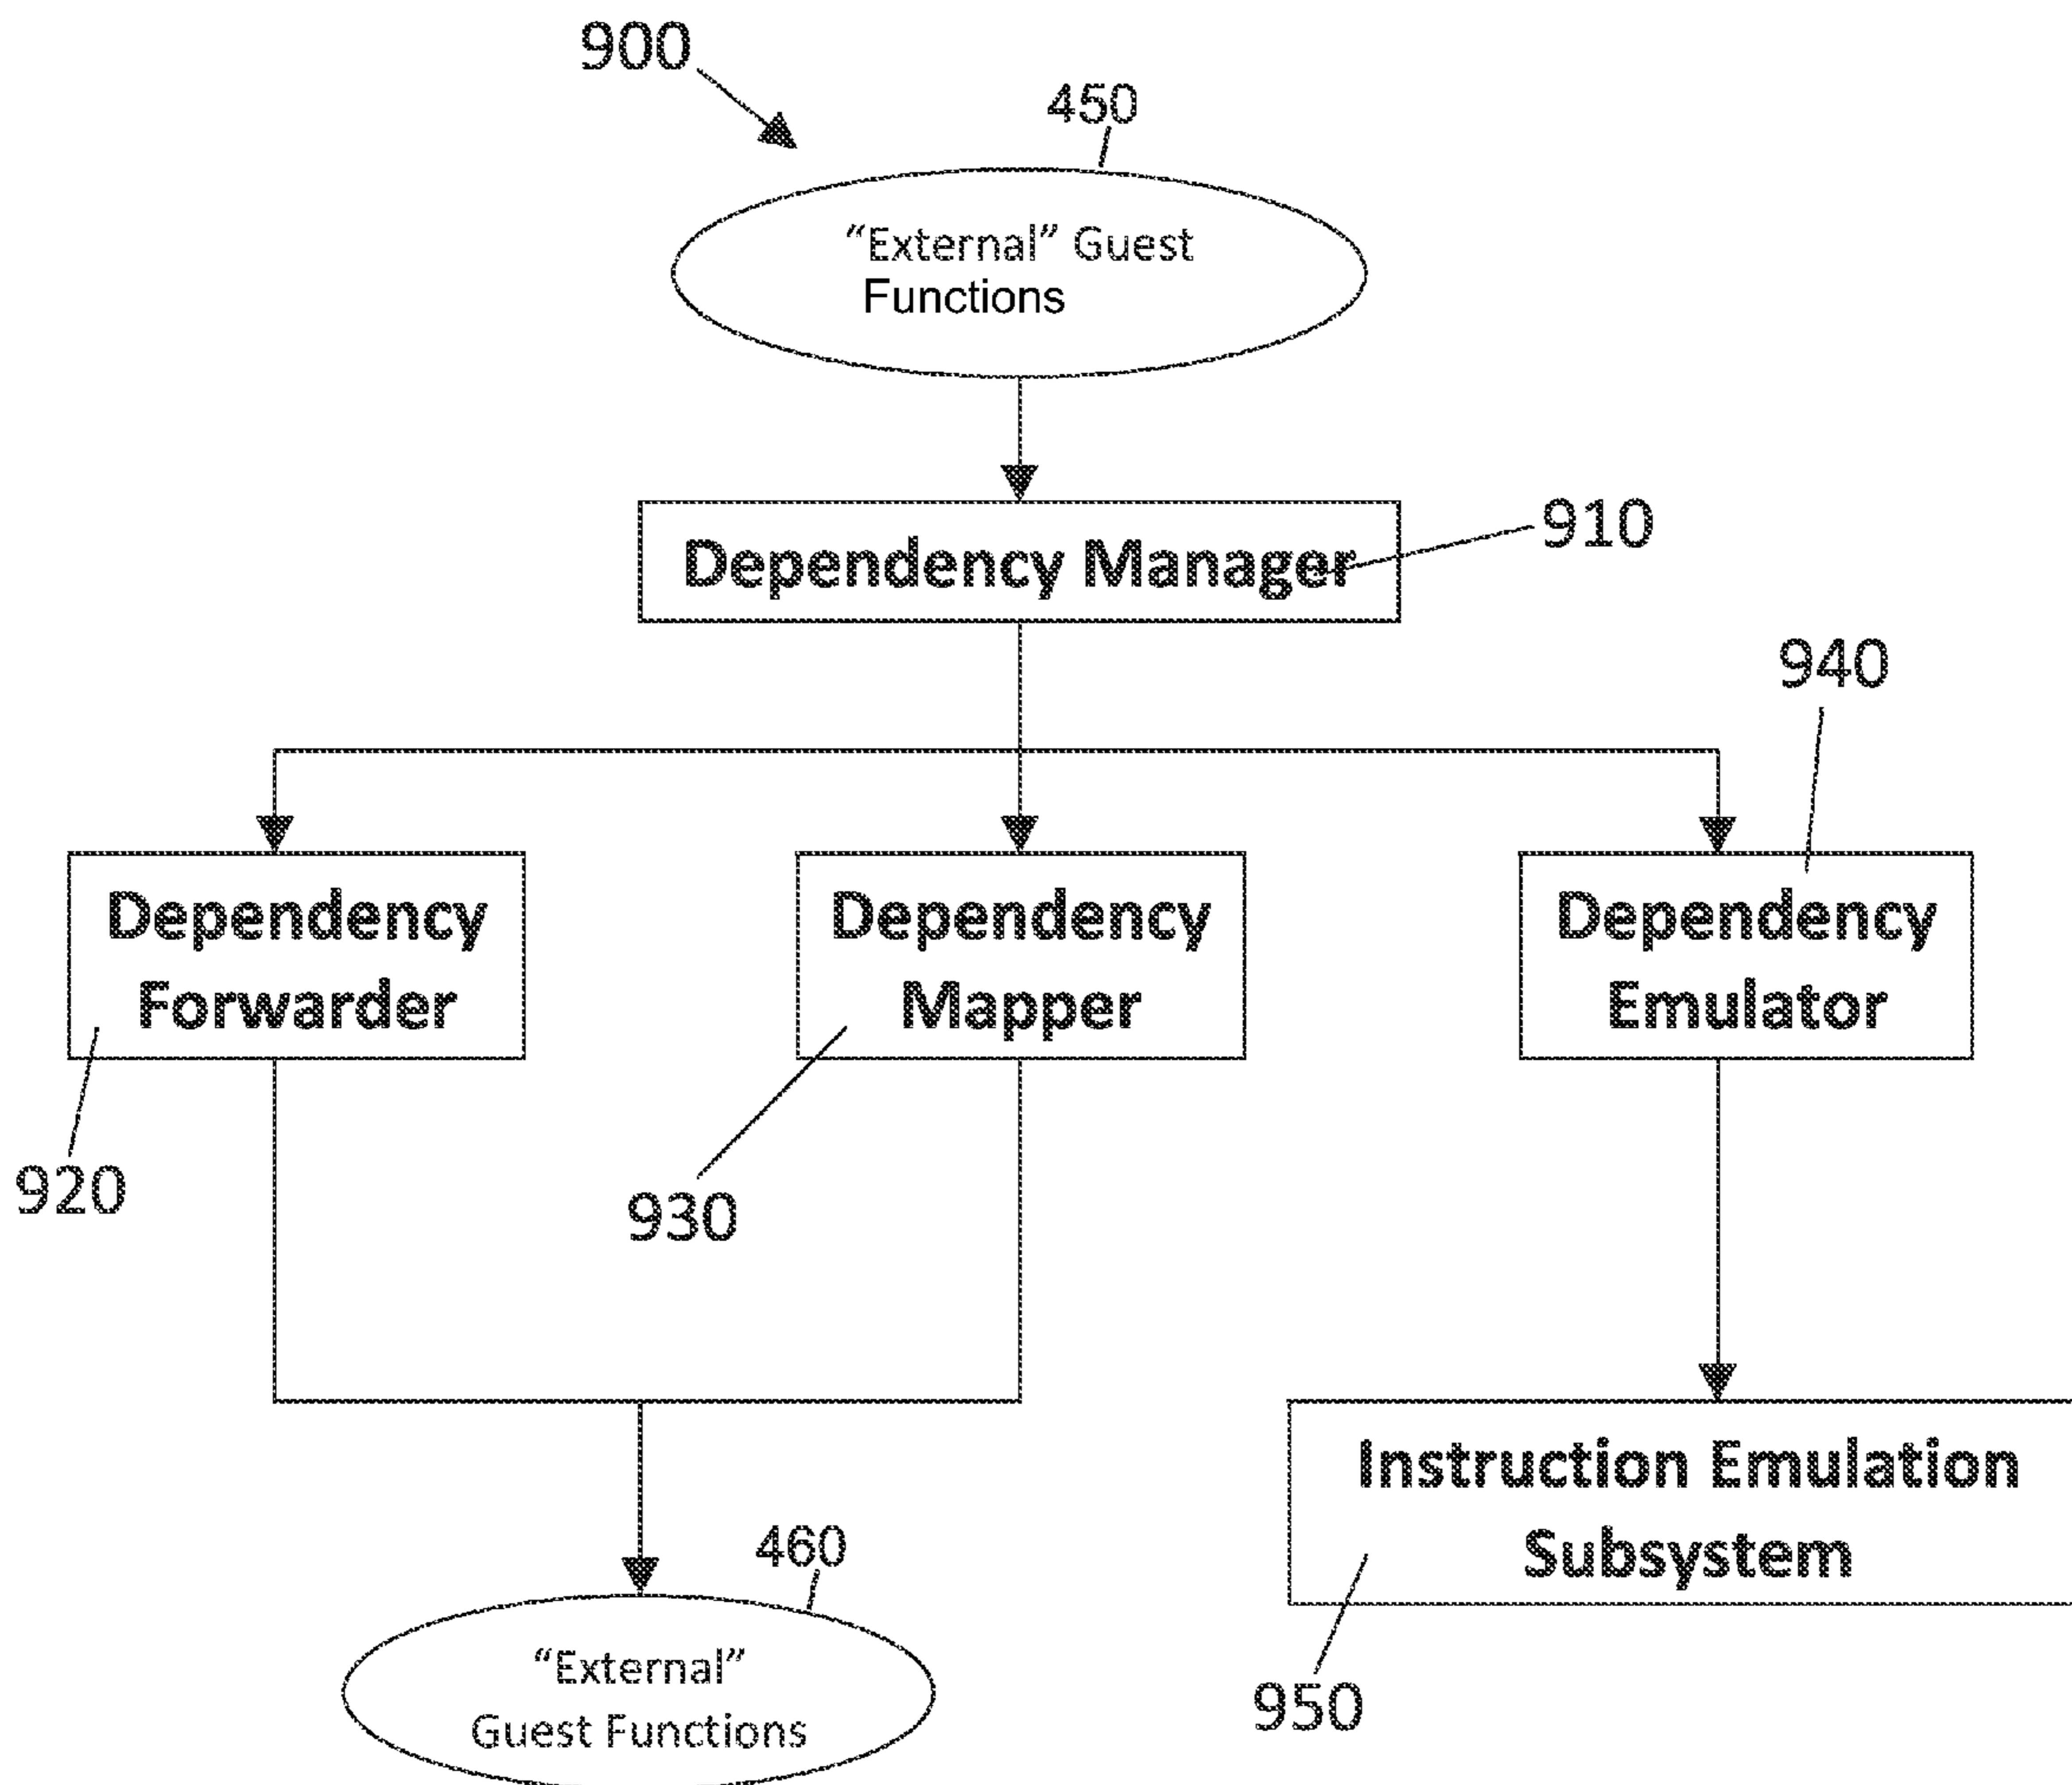 900
450
“External” Guest
Functions
Dependency Manager
910
940
Dependency
Forwarder
Dependency
Mapper
Dependency
Emulator
920
930
Instruction Emulation
Subsystem
460
“External”
Guest Functions
950